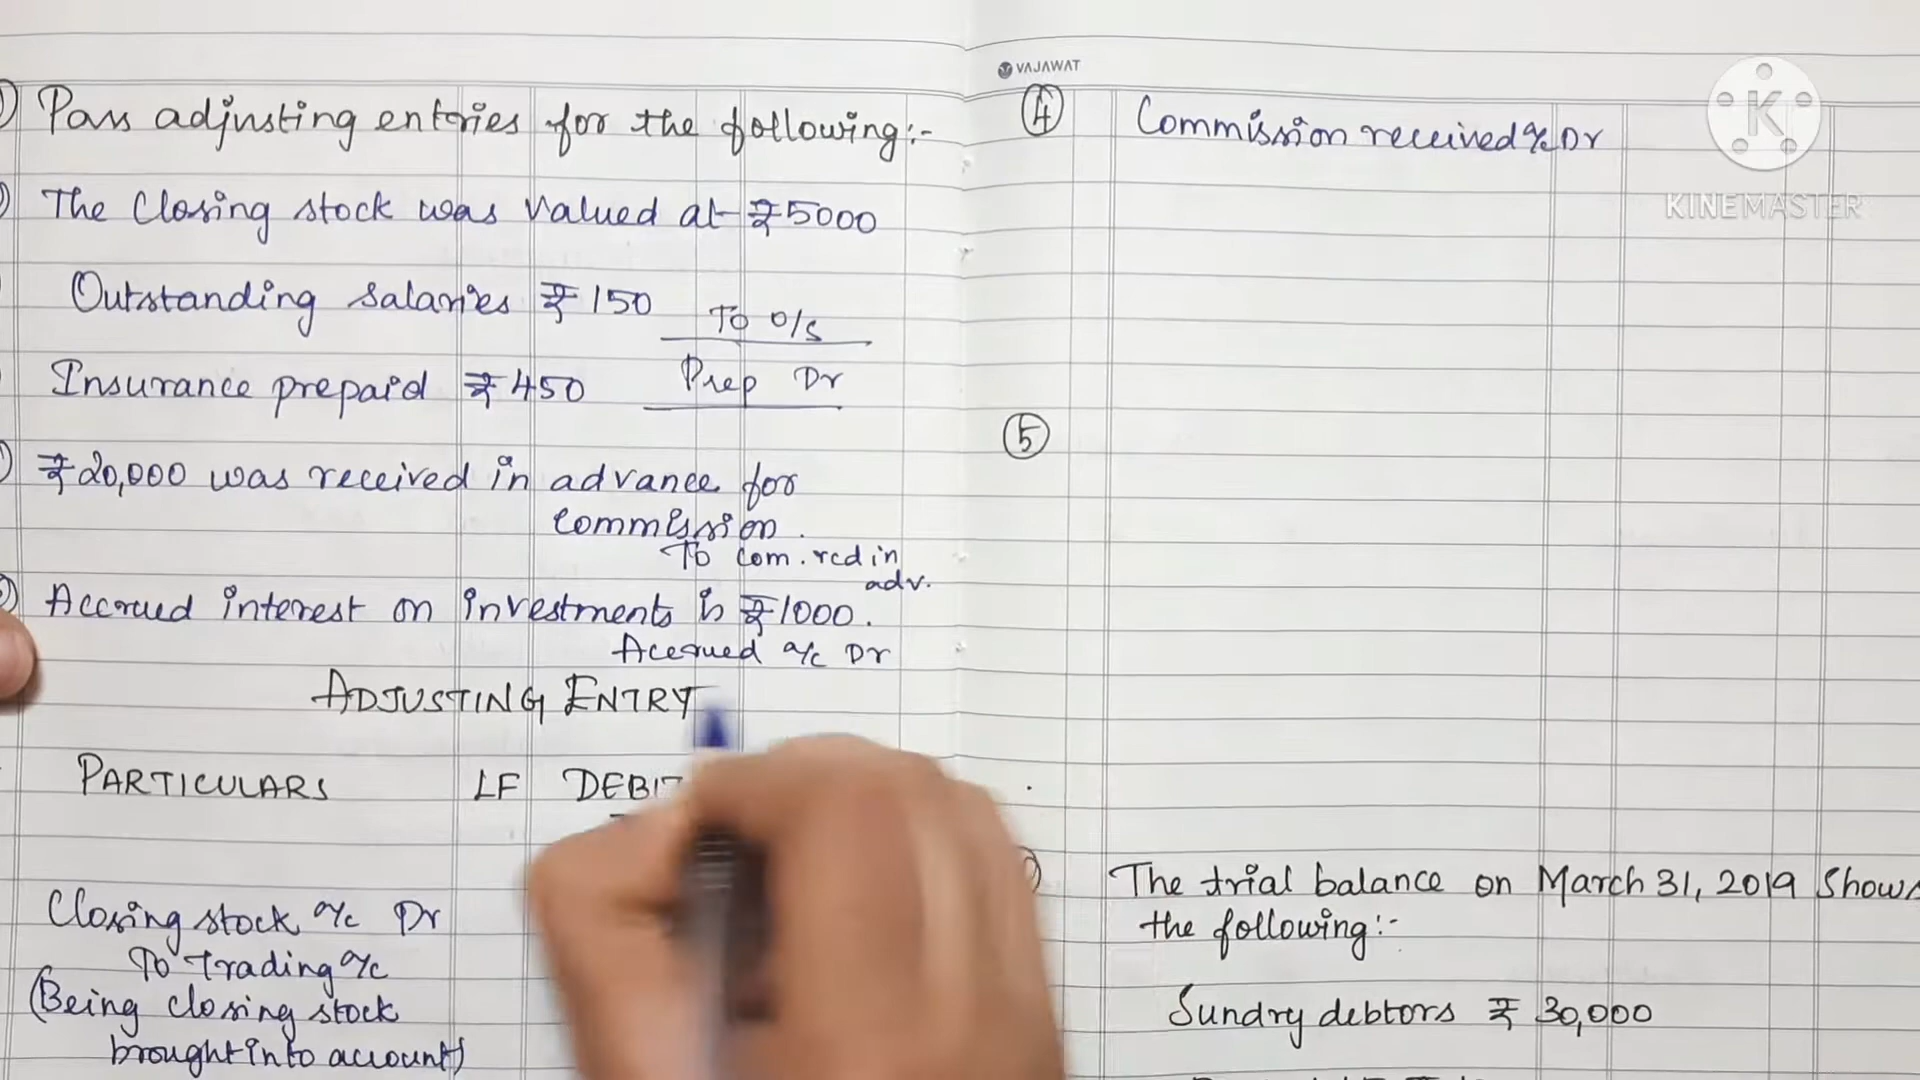 Pass adjusting entries for the following:-
The closing stock was valued at ₹5000
Outstanding salaries ₹150
To O/S
Insurance prepaid ₹450
Prep Dr
₹20,000 was received in advance for
commission.
To com. rcd in
adv.
Accrued interest on investments is ₹1000.
Accrued a/c Dr
ADJUSTING ENTRY
PARTICULARS LF DEBIT
Closing stock a/c Dr
To Trading a/c
(Being closing stock
brought into account)
VAJAWAT
④ Commission received a/c Dr
⑤
The trial balance on March 31, 2019 Shows
the following:-
Sundry debtors ₹ 30,000
K
KINEMASTER